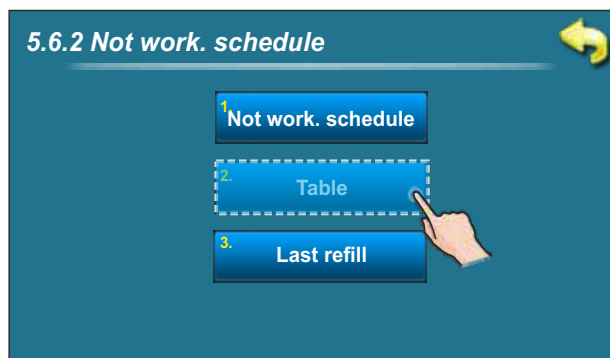 5.6.2 Not work. schedule
1.
Not work. schedule
2.
Table
3.
Last refill